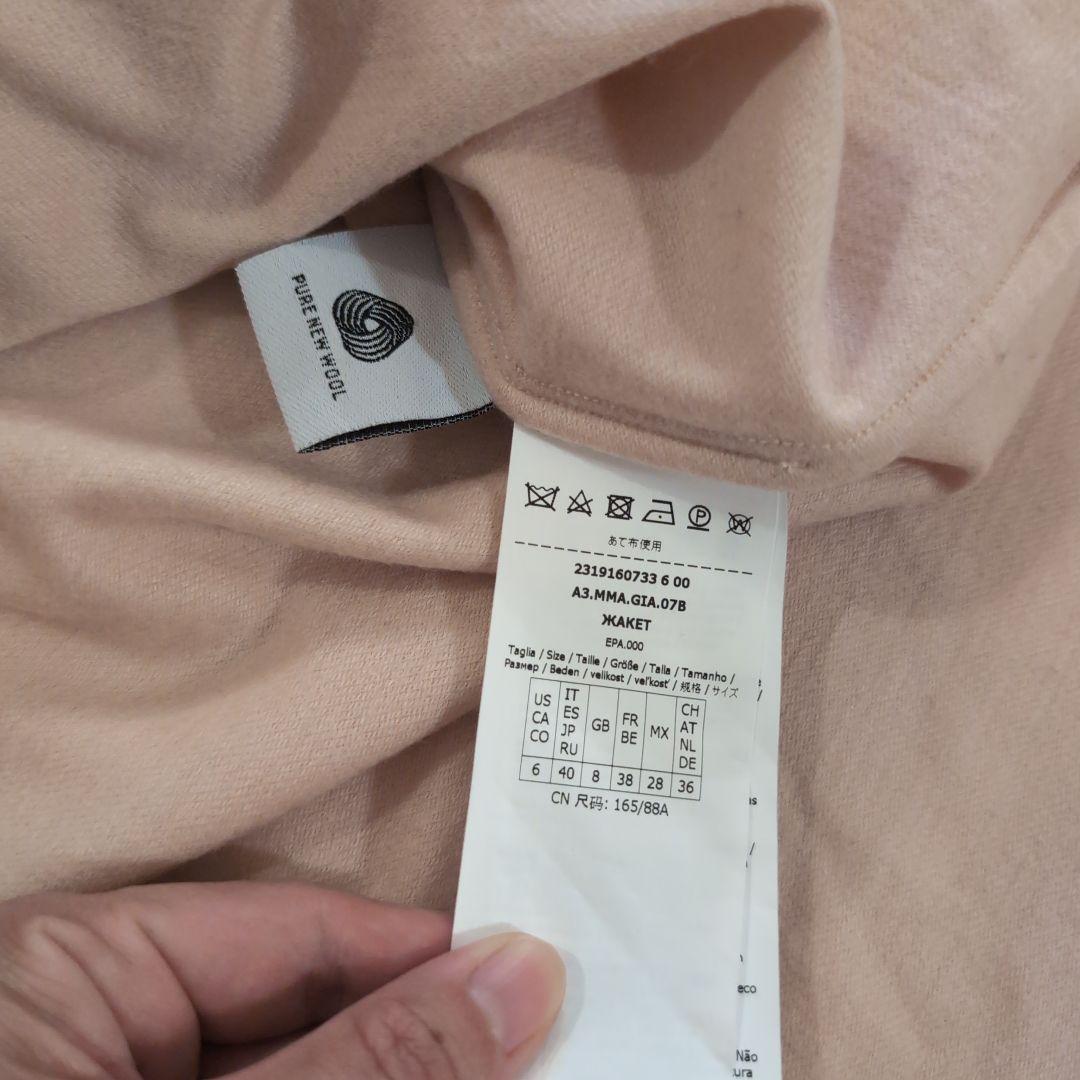 PURE NEW WOOL
P
W
あて布使用
2319160733 6 00
A3.MMA.GIA.07B
ЖАКЕТ
EPA.000
Taglia / Size / Taille / Größe / Talla / Tamanho /
Размер / Beden / velikost / veľkosť / 规格 / サイズ
US CA CO
IT ES JP RU
GB
FR BE
MX
CH AT NL DE
6 40 8 38 28 36
CN 尺码: 165/88A
eco
Não